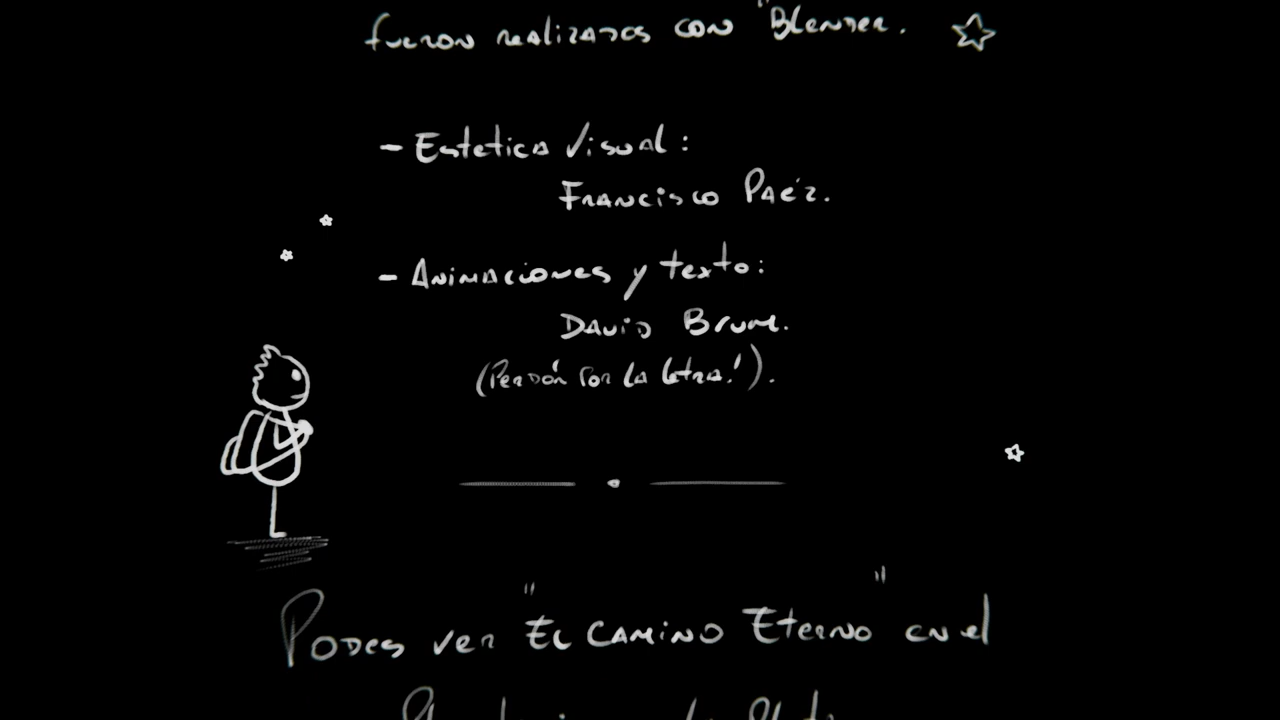 fueron realizados con "Blender.
- Estetica Visual:
Francisco Paéz.
- Animaciones y texto:
David Brune.
(Perdón por la letra!).
Podes ver "El Camino Eterno" en el